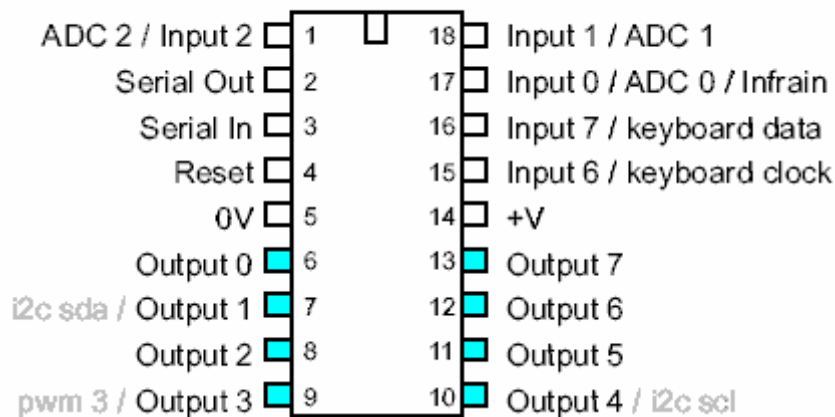 ADC 2 / Input 2 1 18 Input 1 / ADC 1
Serial Out 2 17 Input 0 / ADC 0 / Infrain
Serial In 3 16 Input 7 / keyboard data
Reset 4 15 Input 6 / keyboard clock
0V 5 14 +V
Output 0 6 13 Output 7
i2c sda / Output 1 7 12 Output 6
Output 2 8 11 Output 5
pwm 3 / Output 3 9 10 Output 4 / i2c scl